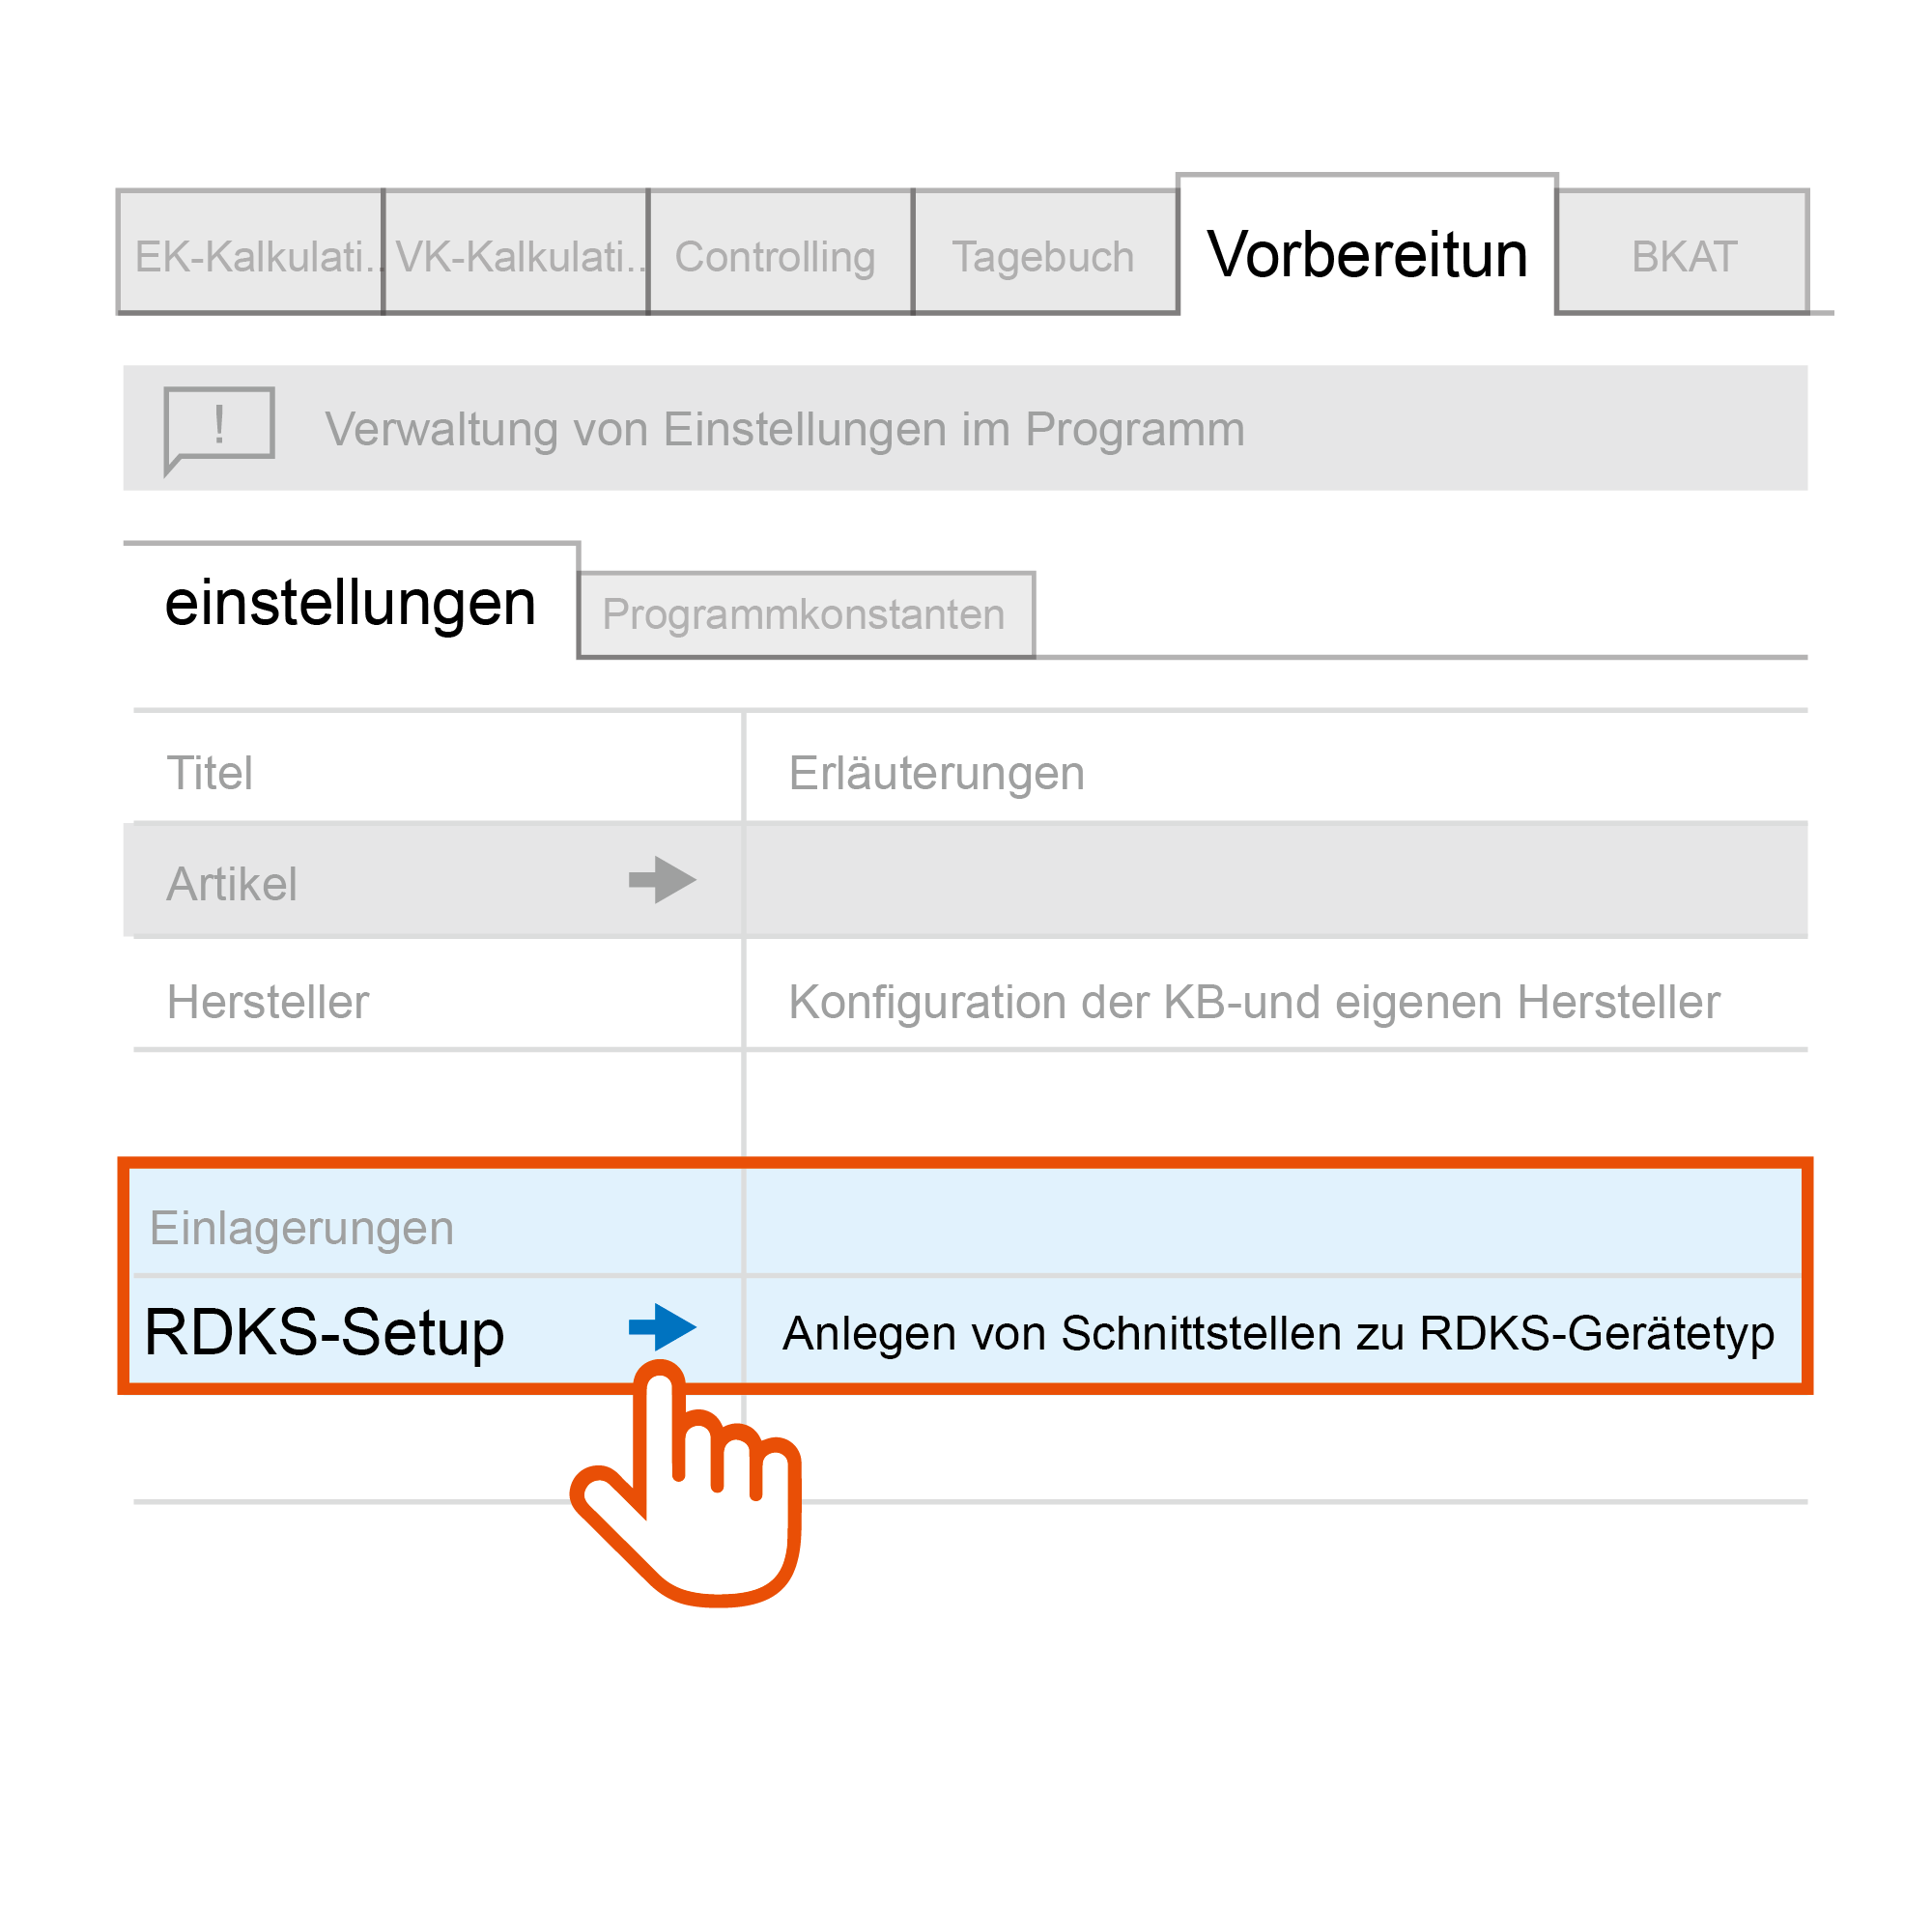 EK-Kalkulati.. VK-Kalkulati.. Controlling Tagebuch Vorbereitun BKAT
! Verwaltung von Einstellungen im Programm
einstellungen Programmkonstanten
Titel Erläuterungen
Artikel
Hersteller Konfiguration der KB-und eigenen Hersteller
Einlagerungen
RDKS-Setup Anlegen von Schnittstellen zu RDKS-Gerätetyp